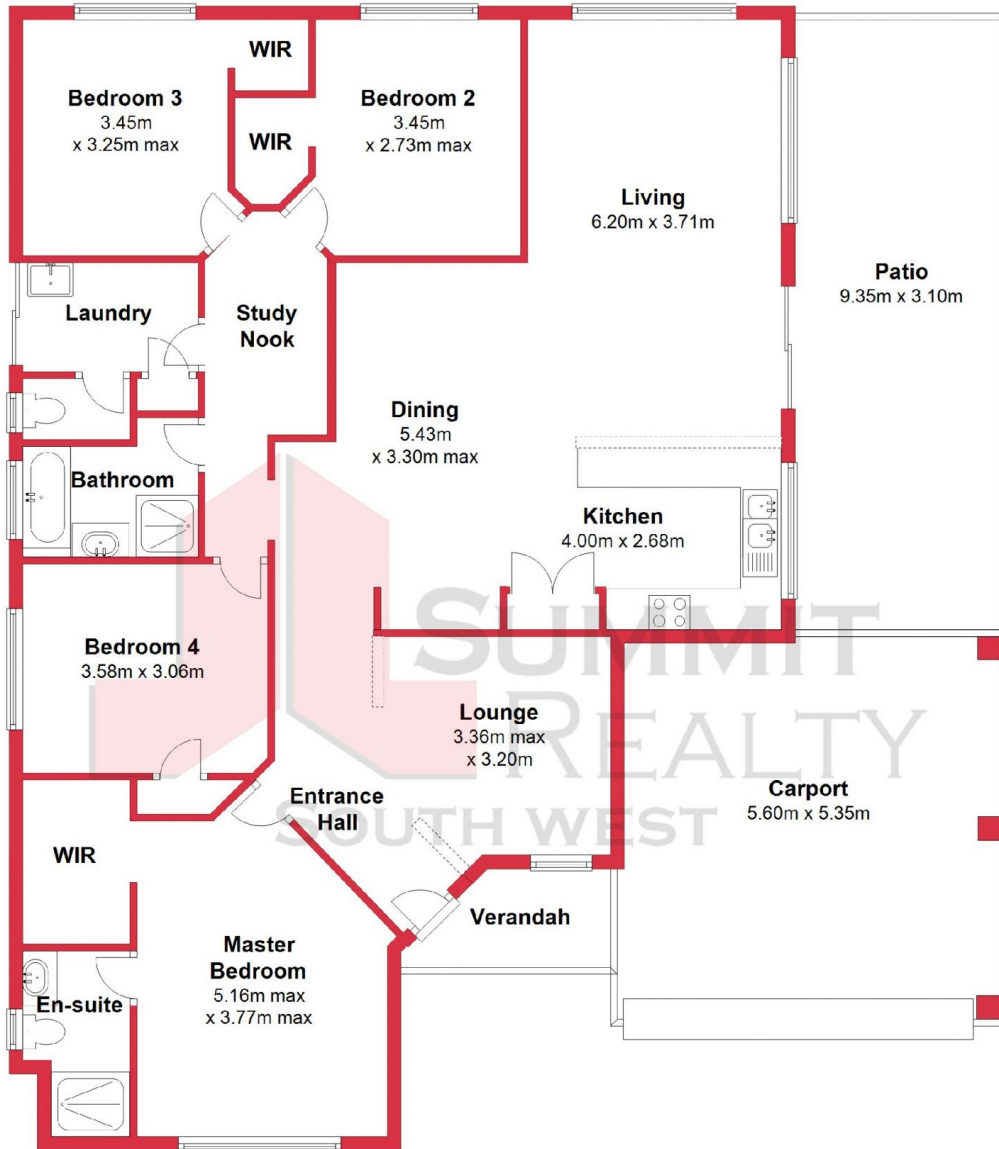 WIR
Bedroom 3
3.45m
x 3.25m max
Bedroom 2
3.45m
x 2.73m max
WIR
Living
6.20m x 3.71m
Patio
9.35m x 3.10m
Laundry
Study
Nook
Dining
5.43m
x 3.30m max
Bathroom
Kitchen
4.00m x 2.68m
Bedroom 4
3.58m x 3.06m
SUMMIT
REALTY
SOUTH WEST
Lounge
3.36m max
x 3.20m
Entrance
Hall
Carport
5.60m x 5.35m
WIR
Verandah
Master
Bedroom
5.16m max
x 3.77m max
En-suite